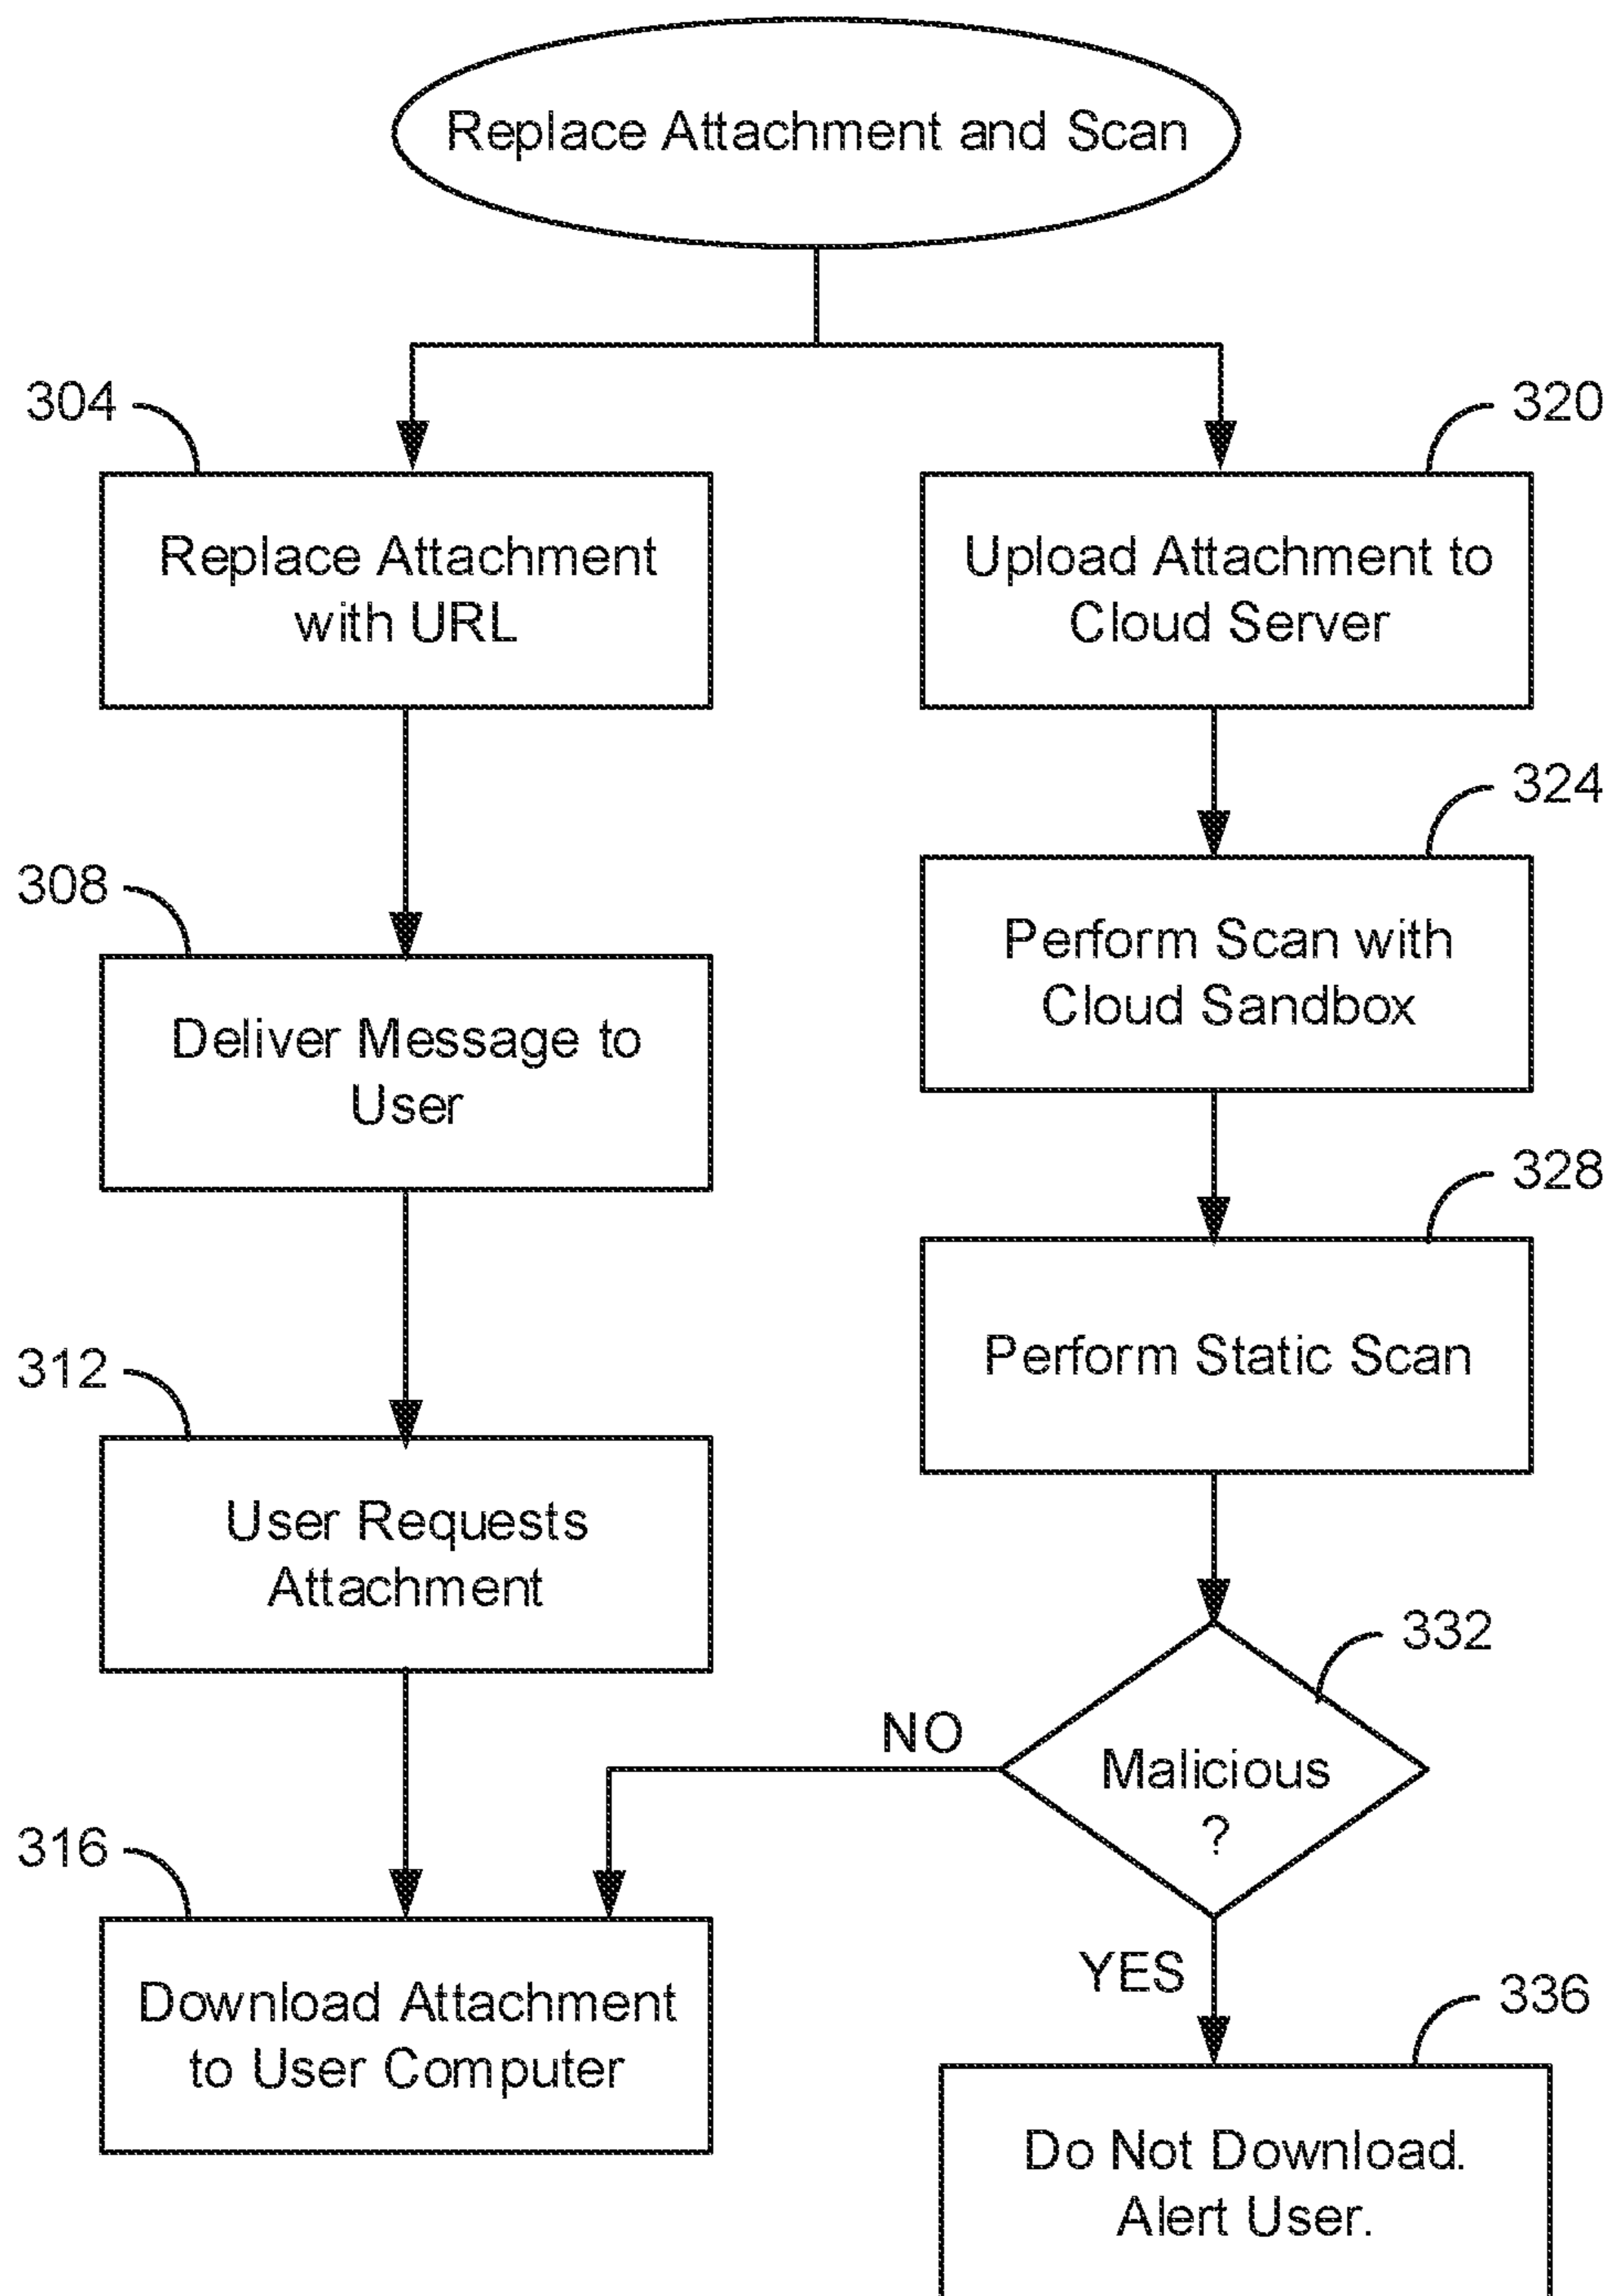 Replace Attachment and Scan
304
Replace Attachment
with URL
320
Upload Attachment to
Cloud Server
308
Deliver Message to
User
324
Perform Scan with
Cloud Sandbox
312
User Requests
Attachment
328
Perform Static Scan
332
Malicious
?
NO
YES
316
Download Attachment
to User Computer
336
Do Not Download.
Alert User.